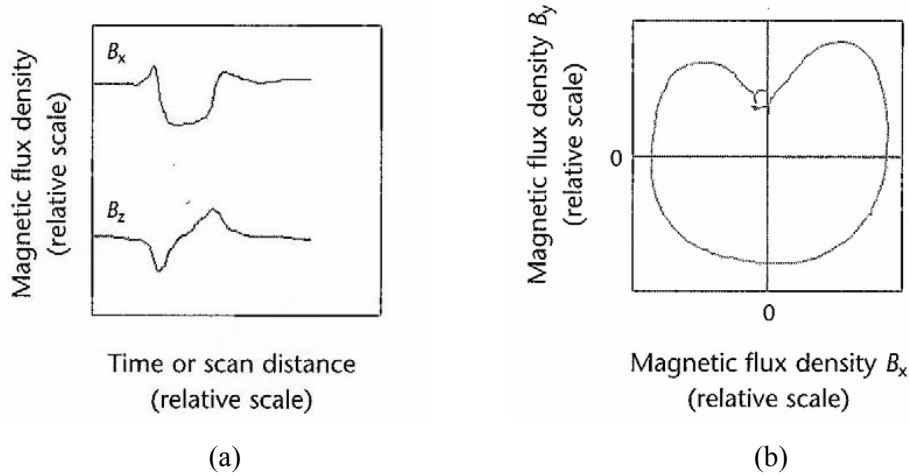 Magnetic flux density
(relative scale)
Bx
Bz
Time or scan distance
(relative scale)
(a)
Magnetic flux density By
(relative scale)
0
0
Magnetic flux density Bx
(relative scale)
(b)